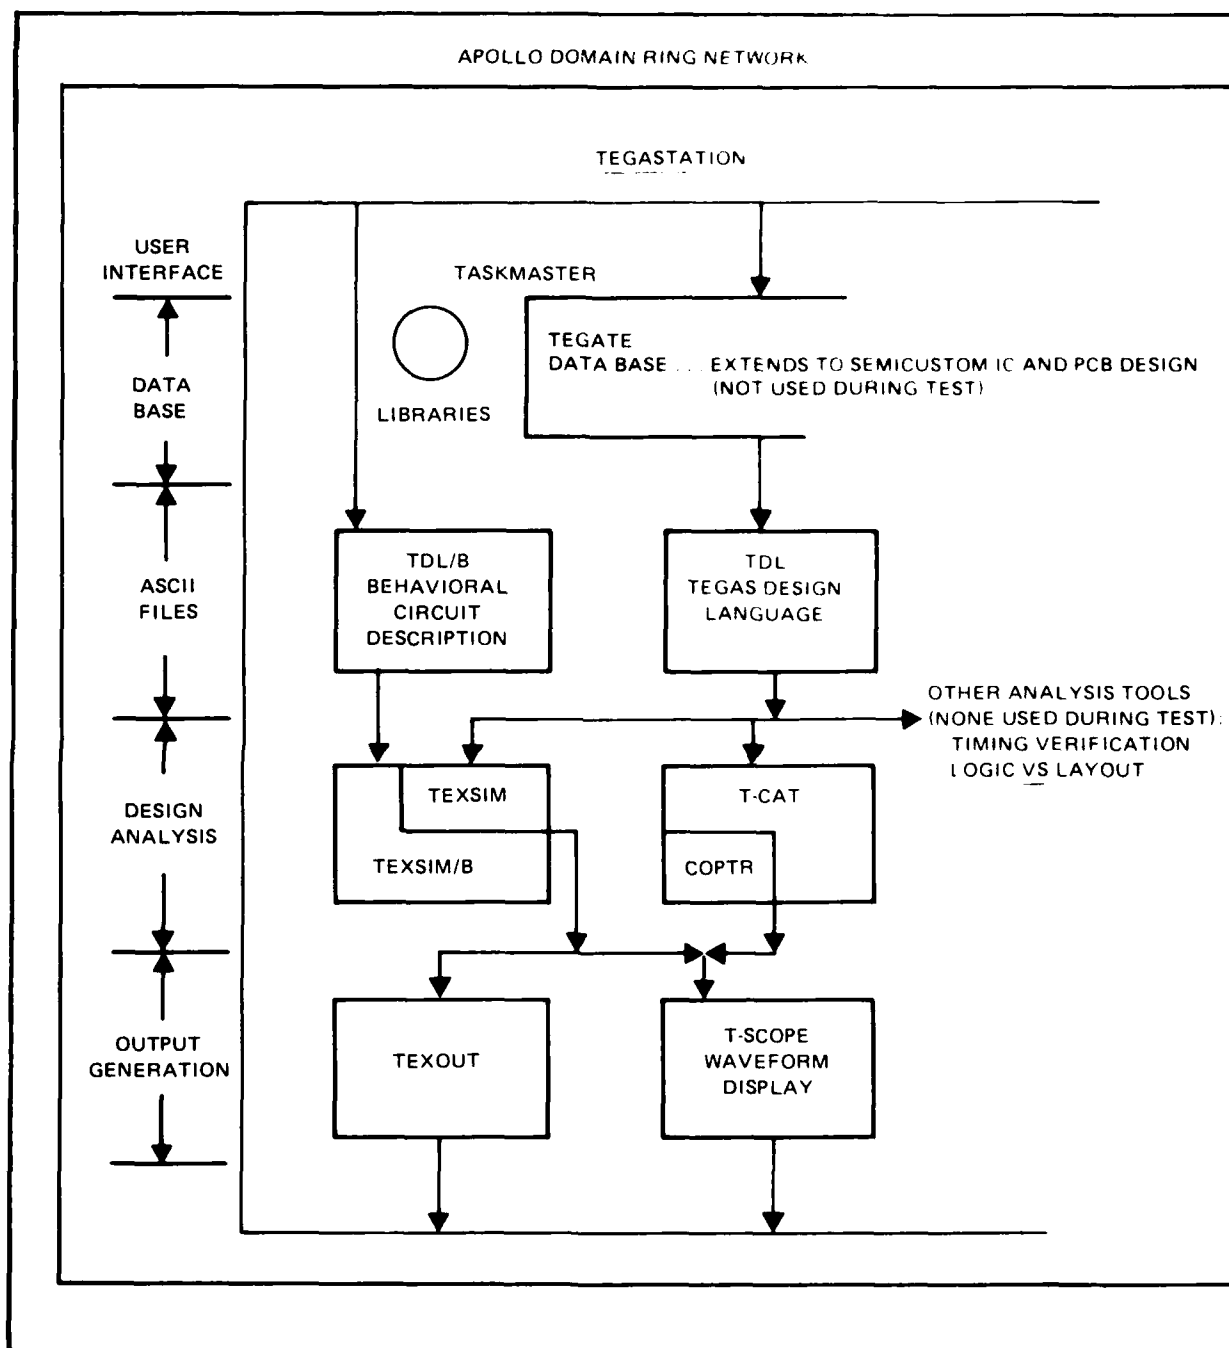 APOLLO DOMAIN RING NETWORK
TEGASTATION
USER
INTERFACE
TASKMASTER
LIBRARIES
TEGATE
DATA BASE ... EXTENDS TO SEMICUSTOM IC AND PCB DESIGN
(NOT USED DURING TEST)
DATA
BASE
TDL/B
BEHAVIORAL
CIRCUIT
DESCRIPTION
TDL
TEGAS DESIGN
LANGUAGE
ASCII
FILES
OTHER ANALYSIS TOOLS
(NONE USED DURING TEST):
TIMING VERIFICATION
LOGIC VS LAYOUT
DESIGN
ANALYSIS
TEXSIM
TEXSIM/B
T-CAT
COPTR
OUTPUT
GENERATION
TEXOUT
T-SCOPE
WAVEFORM
DISPLAY